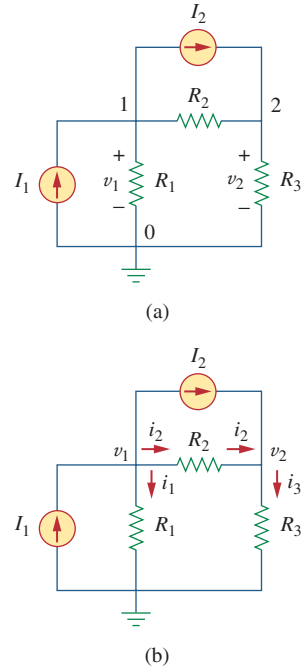 I2
1 R2 2
+ +
I1 v1 R1 v2 R3
– –
0
(a)
I2
v1 i2 R2 i2 v2
i1 i3
I1 R1 R3
(b)